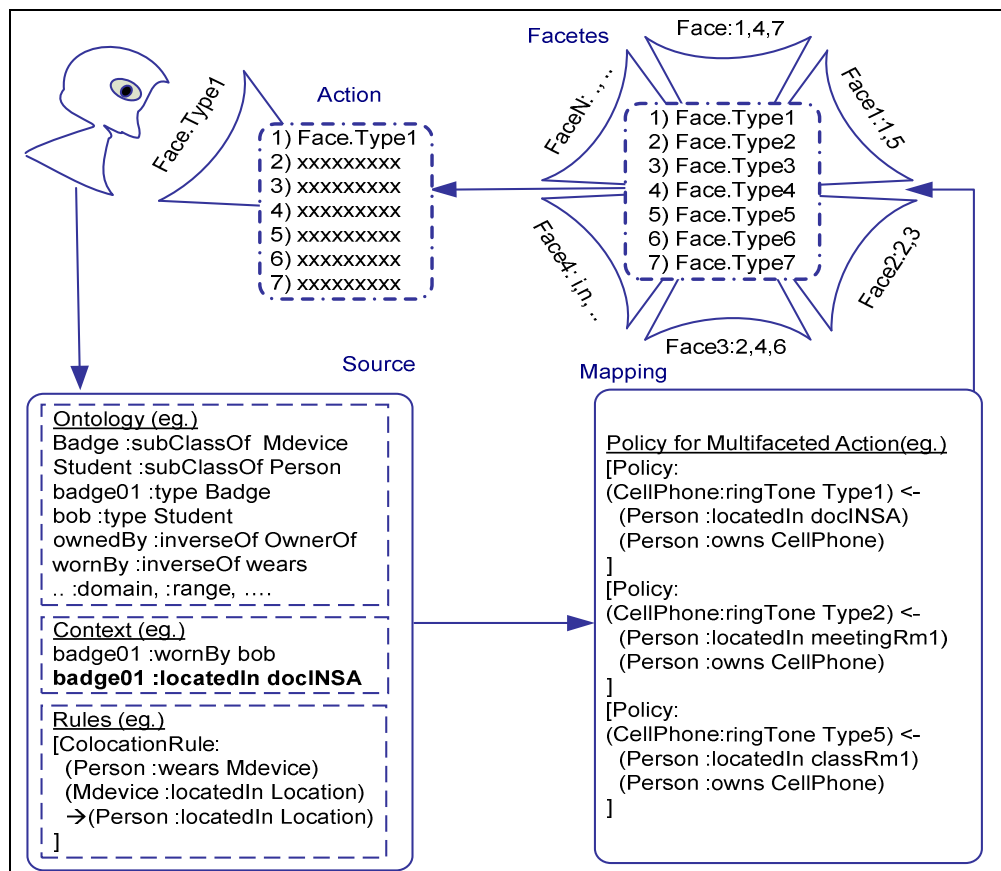 Facetes
Face:1,4,7
Face.Type1
Action
FaceN: ., ..
Face1:1,5
1) Face.Type1
2) xxxxxxxxx
3) xxxxxxxxx
4) xxxxxxxxx
5) xxxxxxxxx
6) xxxxxxxxx
7) xxxxxxxxx
1) Face.Type1
2) Face.Type2
3) Face.Type3
4) Face.Type4
5) Face.Type5
6) Face.Type6
7) Face.Type7
Face4: i,n, ..
Face2:2,3
Face3:2,4,6
Source
Mapping
Ontology (eg.)
Badge :subClassOf Mdevice
Student :subClassOf Person
badge01 :type Badge
bob :type Student
ownedBy :inverseOf OwnerOf
wornBy :inverseOf wears
.. :domain, :range, ....
Context (eg.)
badge01 :wornBy bob
badge01 :locatedIn docINSA
Rules (eg.)
[ColocationRule:
(Person :wears Mdevice)
(Mdevice :locatedIn Location)
→(Person :locatedIn Location)
]
Policy for Multifaceted Action(eg.)
[Policy:
(CellPhone:ringTone Type1) <-
(Person :locatedIn docINSA)
(Person :owns CellPhone)
]
[Policy:
(CellPhone:ringTone Type2) <-
(Person :locatedIn meetingRm1)
(Person :owns CellPhone)
]
[Policy:
(CellPhone:ringTone Type5) <-
(Person :locatedIn classRm1)
(Person :owns CellPhone)
]